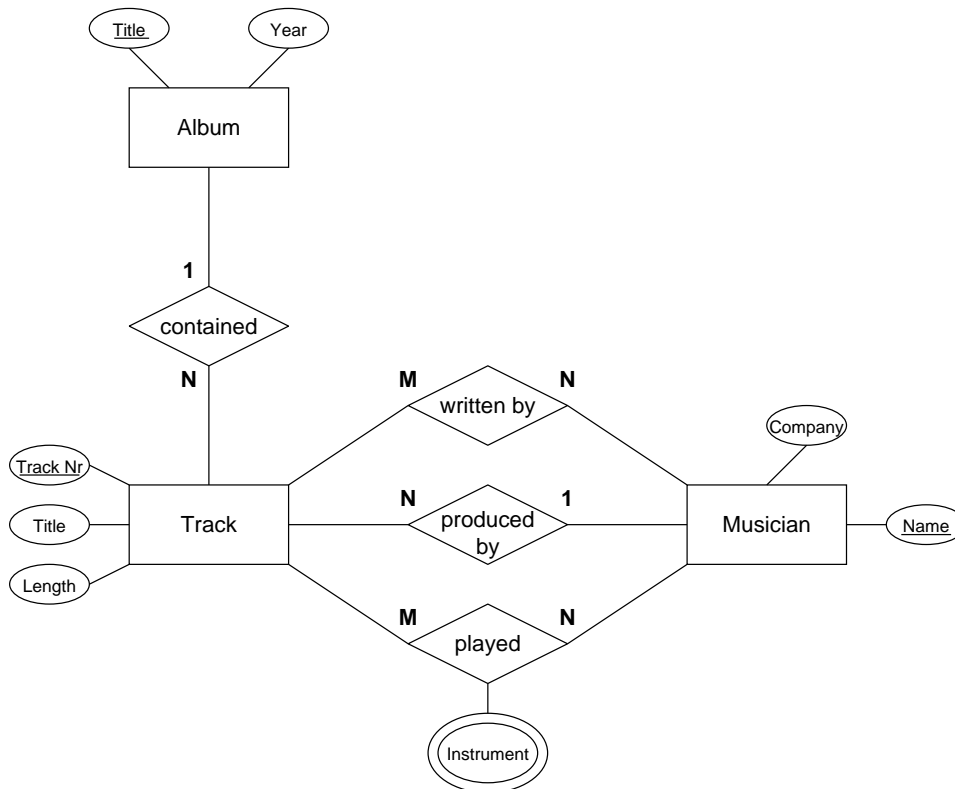 Title
Year
Album
1
contained
N
M
N
written by
Company
Track Nr
N
1
Title
Track
produced
by
Musician
Name
Length
M
N
played
Instrument